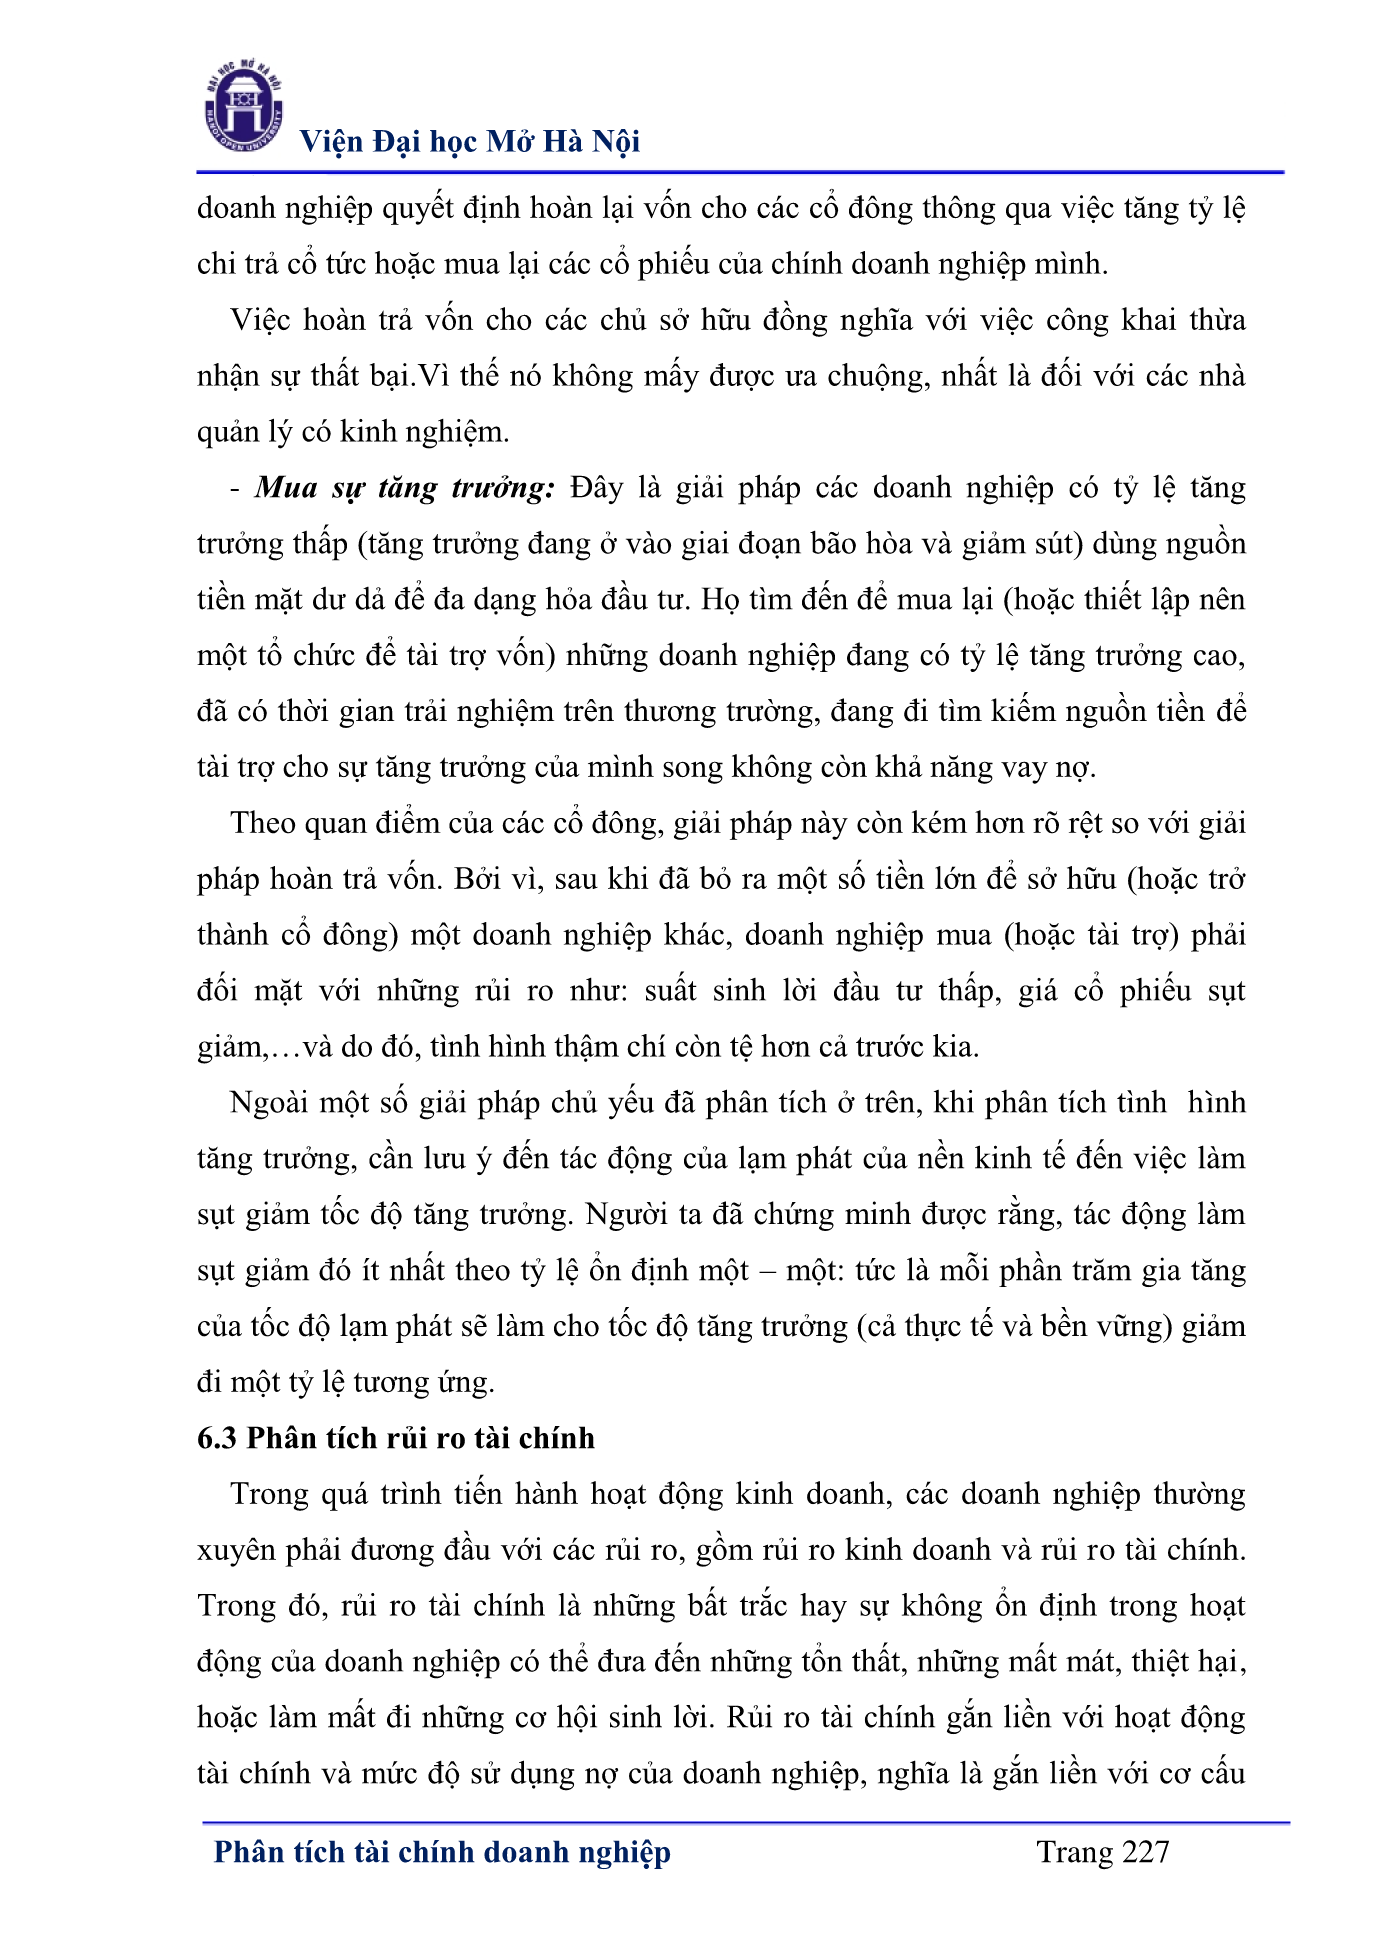 ĐẠI HỌC MỞ HÀ NỘI
HANOI OPEN UNIVERSITY
Viện Đại học Mở Hà Nội
doanh nghiệp quyết định hoàn lại vốn cho các cổ đông thông qua việc tăng tỷ lệ
chi trả cổ tức hoặc mua lại các cổ phiếu của chính doanh nghiệp mình.
Việc hoàn trả vốn cho các chủ sở hữu đồng nghĩa với việc công khai thừa
nhận sự thất bại.Vì thế nó không mấy được ưa chuộng, nhất là đối với các nhà
quản lý có kinh nghiệm.
- Mua sự tăng trưởng: Đây là giải pháp các doanh nghiệp có tỷ lệ tăng
trưởng thấp (tăng trưởng đang ở vào giai đoạn bão hòa và giảm sút) dùng nguồn
tiền mặt dư dả để đa dạng hóa đầu tư. Họ tìm đến để mua lại (hoặc thiết lập nên
một tổ chức để tài trợ vốn) những doanh nghiệp đang có tỷ lệ tăng trưởng cao,
đã có thời gian trải nghiệm trên thương trường, đang đi tìm kiếm nguồn tiền để
tài trợ cho sự tăng trưởng của mình song không còn khả năng vay nợ.
Theo quan điểm của các cổ đông, giải pháp này còn kém hơn rõ rệt so với giải
pháp hoàn trả vốn. Bởi vì, sau khi đã bỏ ra một số tiền lớn để sở hữu (hoặc trở
thành cổ đông) một doanh nghiệp khác, doanh nghiệp mua (hoặc tài trợ) phải
đối mặt với những rủi ro như: suất sinh lời đầu tư thấp, giá cổ phiếu sụt
giảm,…và do đó, tình hình thậm chí còn tệ hơn cả trước kia.
Ngoài một số giải pháp chủ yếu đã phân tích ở trên, khi phân tích tình  hình
tăng trưởng, cần lưu ý đến tác động của lạm phát của nền kinh tế đến việc làm
sụt giảm tốc độ tăng trưởng. Người ta đã chứng minh được rằng, tác động làm
sụt giảm đó ít nhất theo tỷ lệ ổn định một – một: tức là mỗi phần trăm gia tăng
của tốc độ lạm phát sẽ làm cho tốc độ tăng trưởng (cả thực tế và bền vững) giảm
đi một tỷ lệ tương ứng.
6.3 Phân tích rủi ro tài chính
Trong quá trình tiến hành hoạt động kinh doanh, các doanh nghiệp thường
xuyên phải đương đầu với các rủi ro, gồm rủi ro kinh doanh và rủi ro tài chính.
Trong đó, rủi ro tài chính là những bất trắc hay sự không ổn định trong hoạt
động của doanh nghiệp có thể đưa đến những tổn thất, những mất mát, thiệt hại,
hoặc làm mất đi những cơ hội sinh lời. Rủi ro tài chính gắn liền với hoạt động
tài chính và mức độ sử dụng nợ của doanh nghiệp, nghĩa là gắn liền với cơ cấu
Phân tích tài chính doanh nghiệp Trang 227